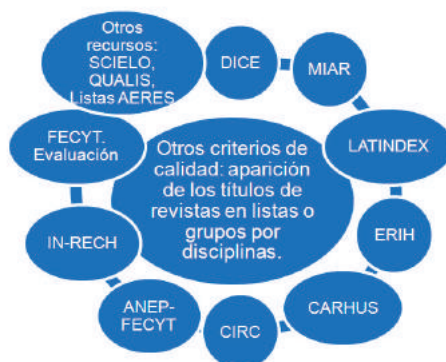 Otros
recursos:
SCIELO,
QUALIS,
Listas AERES
DICE
MIAR
LATINDEX
ERIH
CARHUS
CIRC
ANEP-
FECYT
IN-RECH
FECYT.
Evaluación
Otros criterios de
calidad: aparición
de los títulos de
revistas en listas o
grupos por
disciplinas.